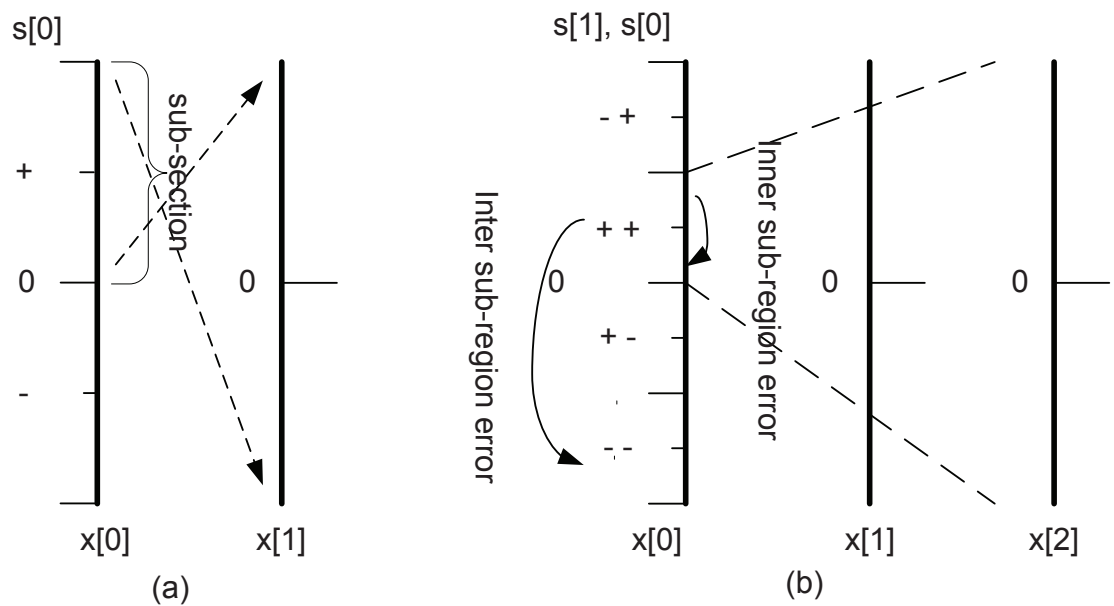 s[0]
+
0
-
sub-section
0
x[0]
x[1]
(a)
s[1], s[0]
- +
+ +
0
+ -
- -
Inter sub-region error
Inner sub-region error
0
0
x[0]
x[1]
x[2]
(b)